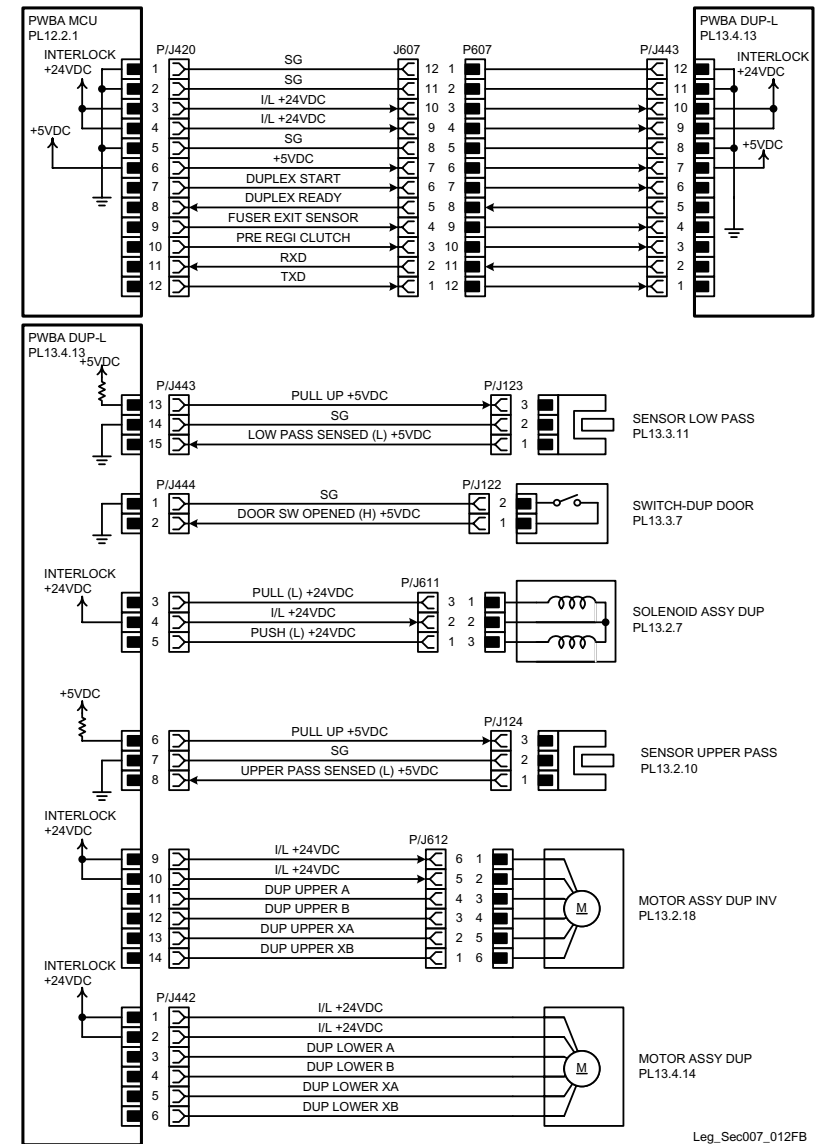 PWBA MCU
PL12.2.1
INTERLOCK
+24VDC
+5VDC
P/J420 J607 P607 P/J443
PWBA DUP-L
PL13.4.13
INTERLOCK
+24VDC
+5VDC
1 SG 12 1 12
2 SG 11 2 11
3 I/L +24VDC 10 3 10
4 I/L +24VDC 9 4 9
5 SG 8 5 8
6 +5VDC 7 6 7
7 DUPLEX START 6 7 6
8 DUPLEX READY 5 8 5
9 FUSER EXIT SENSOR 4 9 4
10 PRE REGI CLUTCH 3 10 3
11 RXD 2 11 2
12 TXD 1 12 1
PWBA DUP-L
PL13.4.13
+5VDC
P/J443 P/J123
13 PULL UP +5VDC 3
14 SG 2
15 LOW PASS SENSED (L) +5VDC 1
SENSOR LOW PASS
PL13.3.11
P/J444 P/J122
1 SG 2
2 DOOR SW OPENED (H) +5VDC 1
SWITCH-DUP DOOR
PL13.3.7
INTERLOCK
+24VDC
P/J611
3 PULL (L) +24VDC 3 1
4 I/L +24VDC 2 2
5 PUSH (L) +24VDC 1 3
SOLENOID ASSY DUP
PL13.2.7
+5VDC
P/J124
6 PULL UP +5VDC 3
7 SG 2
8 UPPER PASS SENSED (L) +5VDC 1
SENSOR UPPER PASS
PL13.2.10
INTERLOCK
+24VDC
P/J612
9 I/L +24VDC 6 1
10 I/L +24VDC 5 2
11 DUP UPPER A 4 3
12 DUP UPPER B 3 4
13 DUP UPPER XA 2 5
14 DUP UPPER XB 1 6
M
MOTOR ASSY DUP INV
PL13.2.18
INTERLOCK
+24VDC
P/J442
1 I/L +24VDC
2 I/L +24VDC
3 DUP LOWER A
4 DUP LOWER B
5 DUP LOWER XA
6 DUP LOWER XB
M
MOTOR ASSY DUP
PL13.4.14
Leg_Sec007_012FB